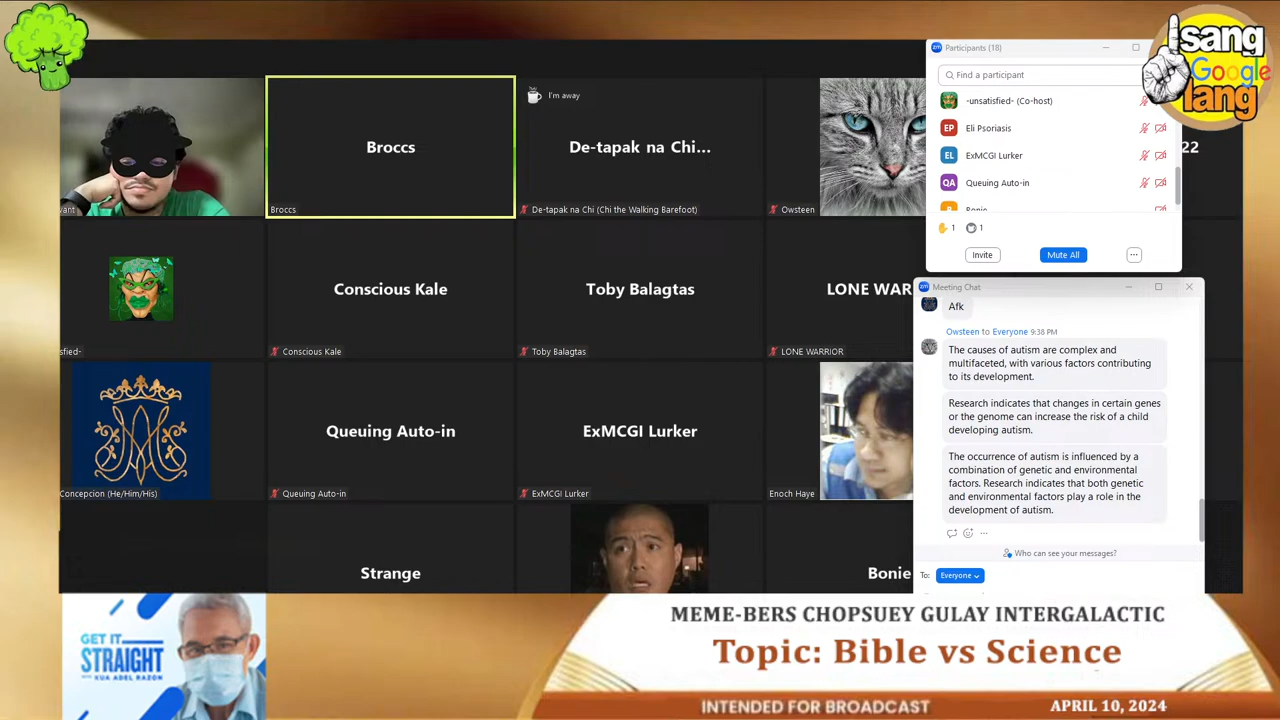 Isang
Google
lang
Participants (18)
Find a participant
-unsatisfied- (Co-host)
EP Eli Psoriasis
EL ExMCGI Lurker
QA Queuing Auto-in
1 1
Invite
Mute All
Broccs
I'm away
De-tapak na Chi...
22
Broccs
De-tapak na Chi (Chi the Walking Barefoot)
Owsteen
Meeting Chat
Afk
Owsteen to Everyone 9:38 PM
The causes of autism are complex and
multifaceted, with various factors contributing
to its development.
Research indicates that changes in certain genes
or the genome can increase the risk of a child
developing autism.
The occurrence of autism is influenced by a
combination of genetic and environmental
factors. Research indicates that both genetic
and environmental factors play a role in the
development of autism.
Who can see your messages?
To: Everyone
Conscious Kale
Toby Balagtas
LONE WAR
sfied-
Conscious Kale
Toby Balagtas
LONE WARRIOR
Queuing Auto-in
ExMCGI Lurker
Concepcion (He/Him/His)
Queuing Auto-in
ExMCGI Lurker
Enoch Haye
Strange
Bonie
GET IT
STRAIGHT
WITH KUA ADEL RAZON
MEME-BERS CHOPSUEY GULAY INTERGALACTIC
Topic: Bible vs Science
INTENDED FOR BROADCAST
APRIL 10, 2024